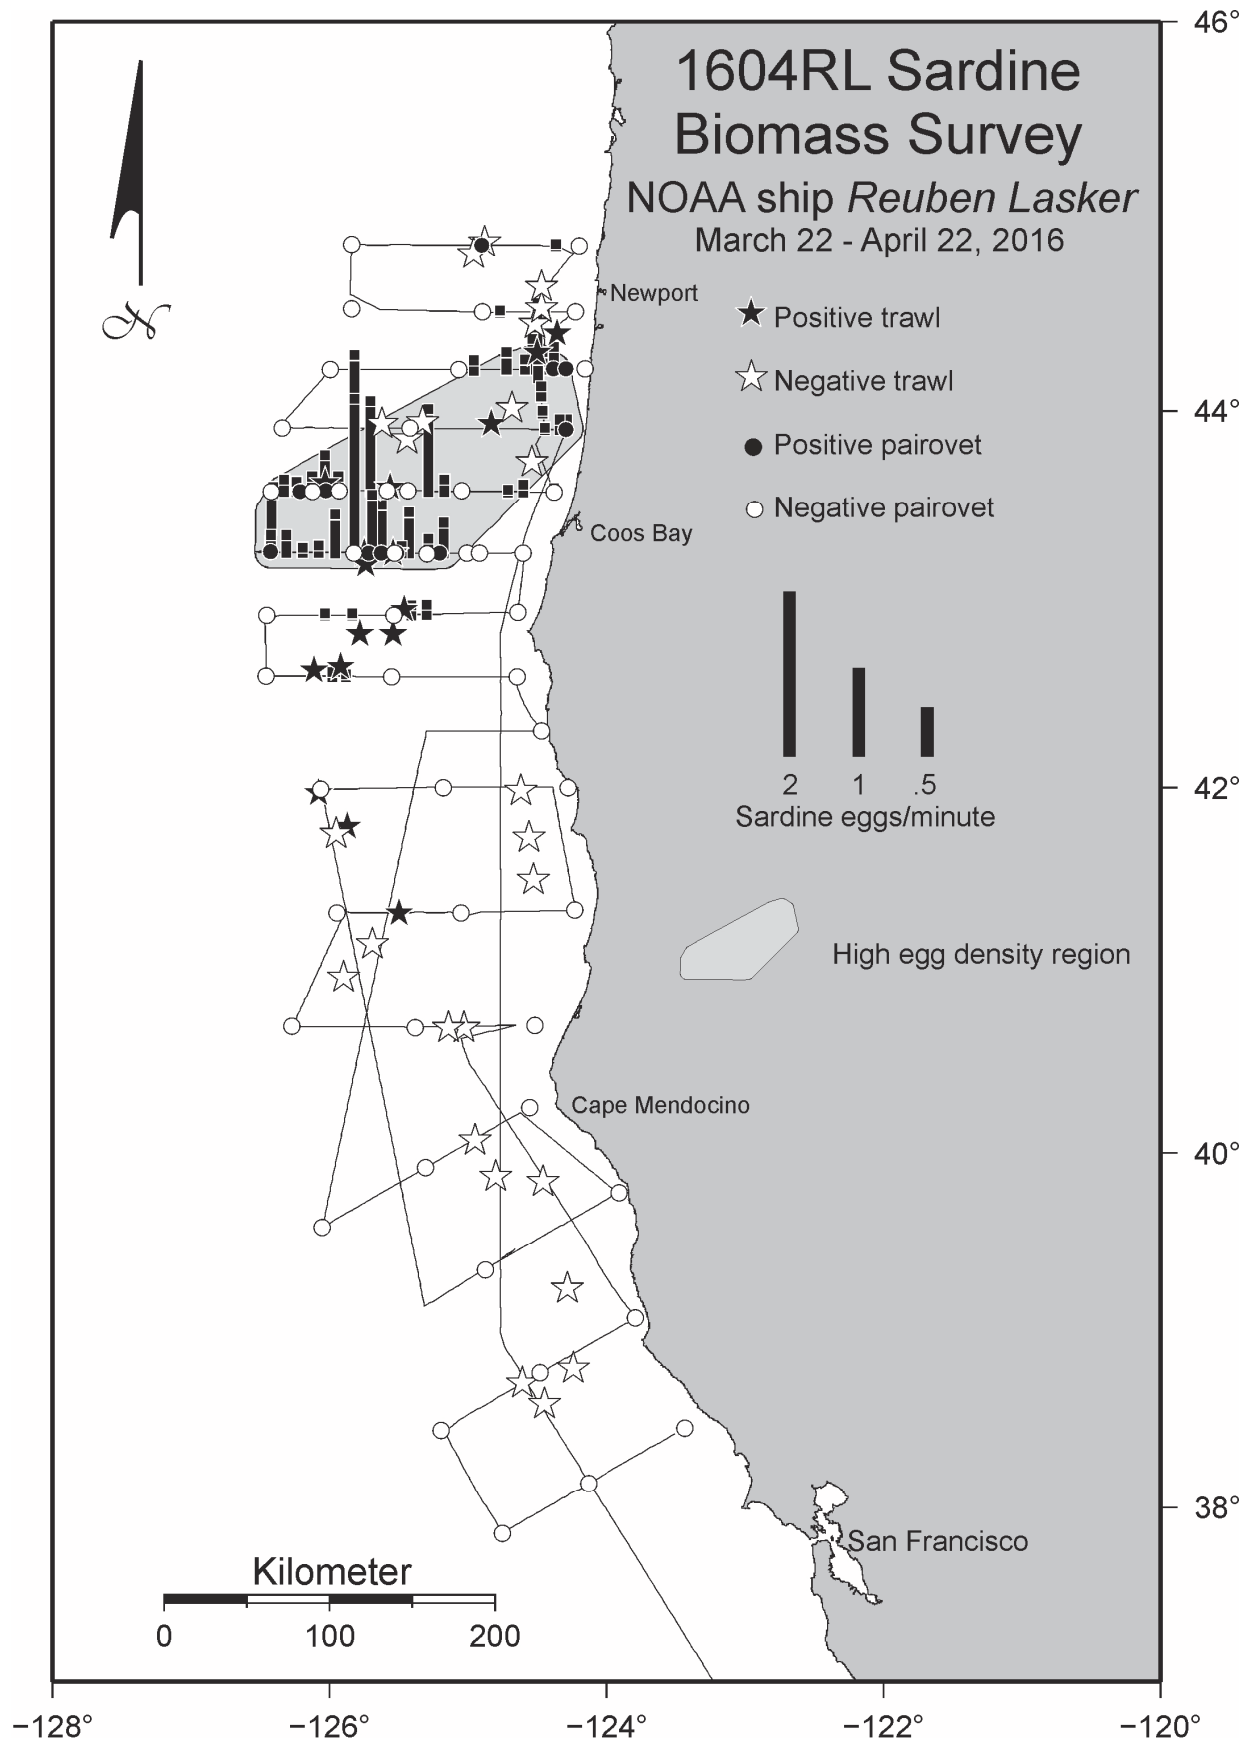 46°
1604RL Sardine
Biomass Survey
NOAA ship Reuben Lasker
March 22 - April 22, 2016
Newport
Positive trawl
Negative trawl
44°
Positive pairovet
Negative pairovet
Coos Bay
2 1 .5
42°
Sardine eggs/minute
High egg density region
Cape Mendocino
40°
38°
San Francisco
Kilometer
0 100 200
−128° −126° −124° −122° −120°